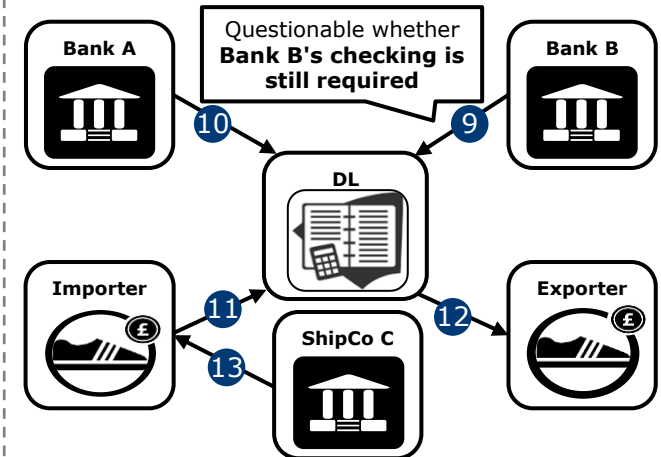 Questionable whether
Bank B's checking is
still required
Bank A
Bank B
10
9
DL
Importer
£
11
12
Exporter
£
ShipCo C
13